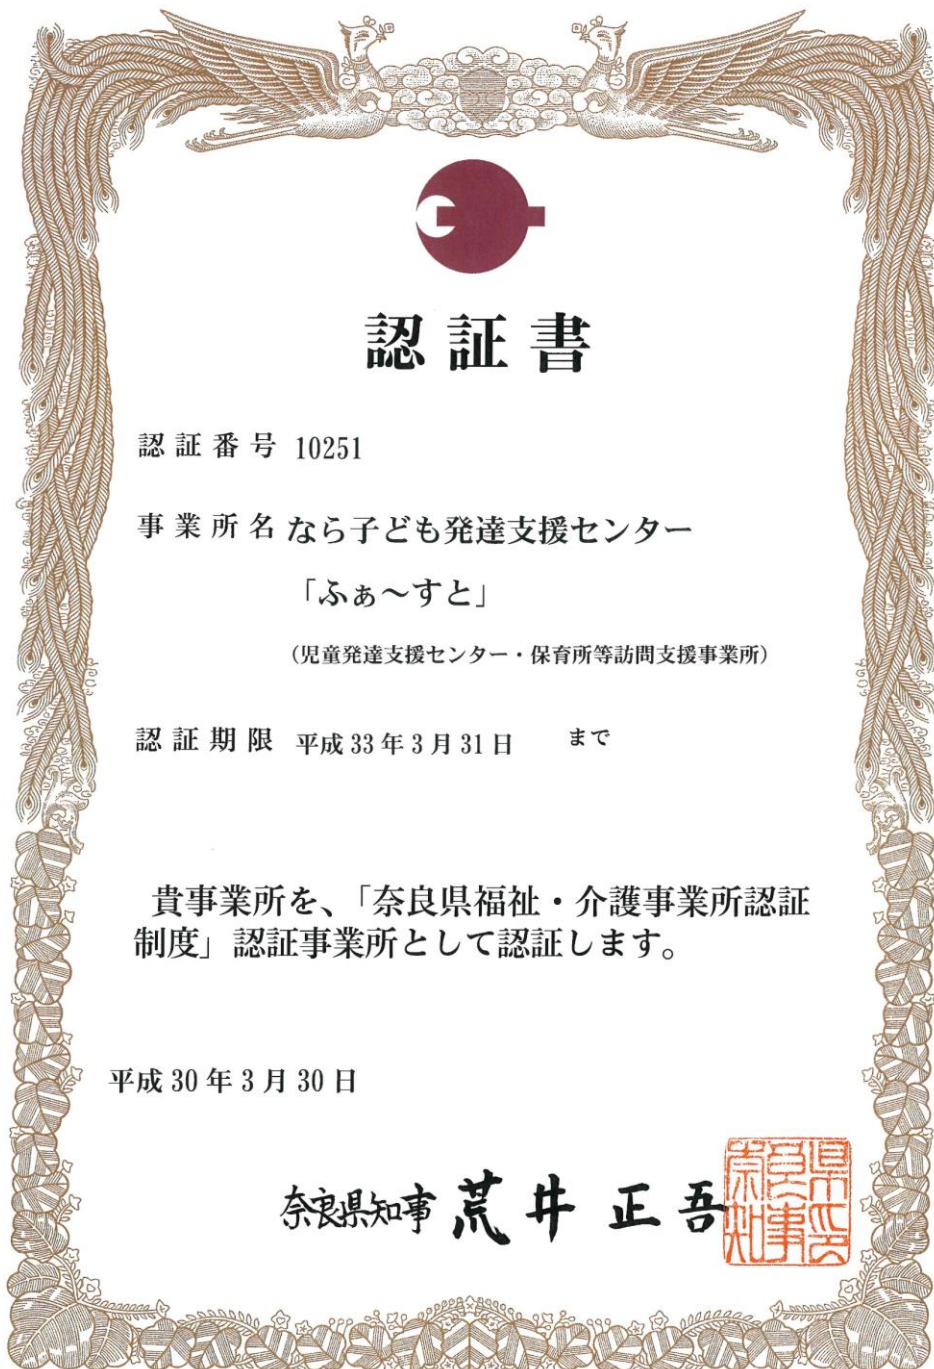 認証書
認証番号 10251
事業所名 なら子ども発達支援センター
「ふぁ～すと」
（児童発達支援センター・保育所等訪問支援事業所）
認証期限 平成33年3月31日 まで
貴事業所を、「奈良県福祉・介護事業所認証
制度」認証事業所として認証します。
平成30年3月30日
奈良県知事 荒井正吾
奈良県知事印